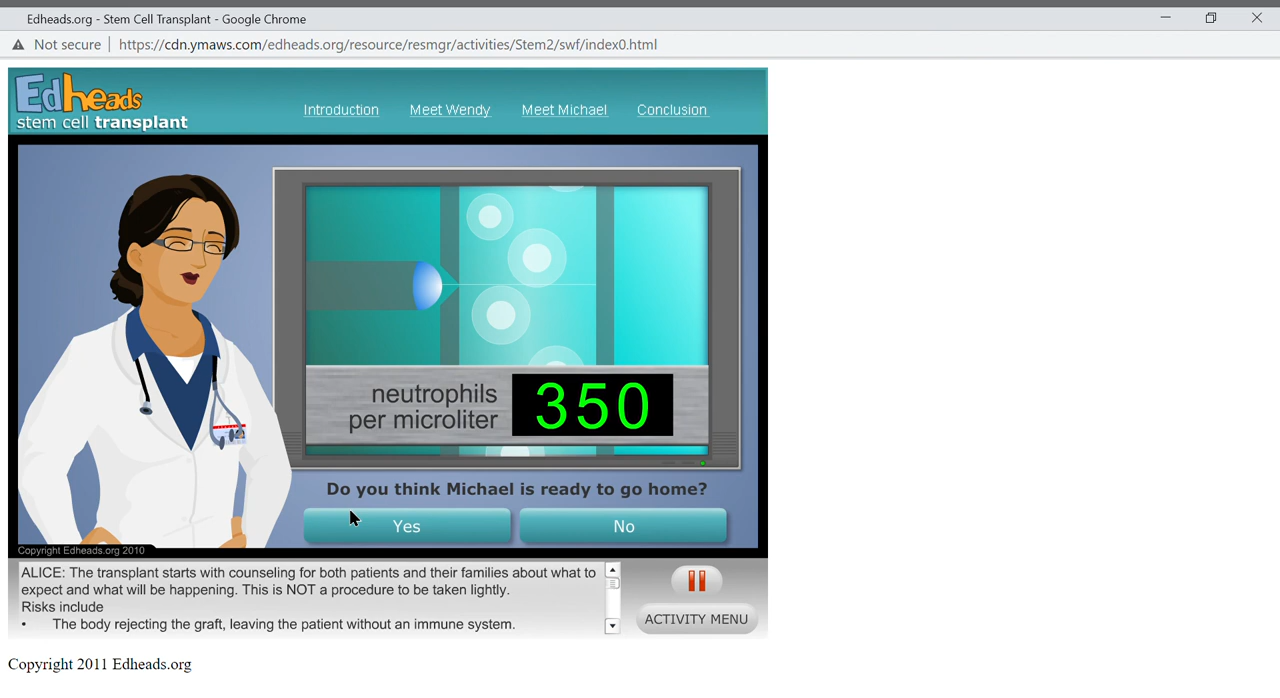 Edheads.org - Stem Cell Transplant - Google Chrome
Not secure | https://cdn.ymaws.com/edheads.org/resource/resmgr/activities/Stem2/swf/index0.html
Edheads
stem cell transplant
Introduction Meet Wendy Meet Michael Conclusion
neutrophils
per microliter
350
Do you think Michael is ready to go home?
Yes No
Copyright Edheads.org 2010
ALICE: The transplant starts with counseling for both patients and their families about what to
expect and what will be happening. This is NOT a procedure to be taken lightly.
Risks include
• The body rejecting the graft, leaving the patient without an immune system.
ACTIVITY MENU
Copyright 2011 Edheads.org